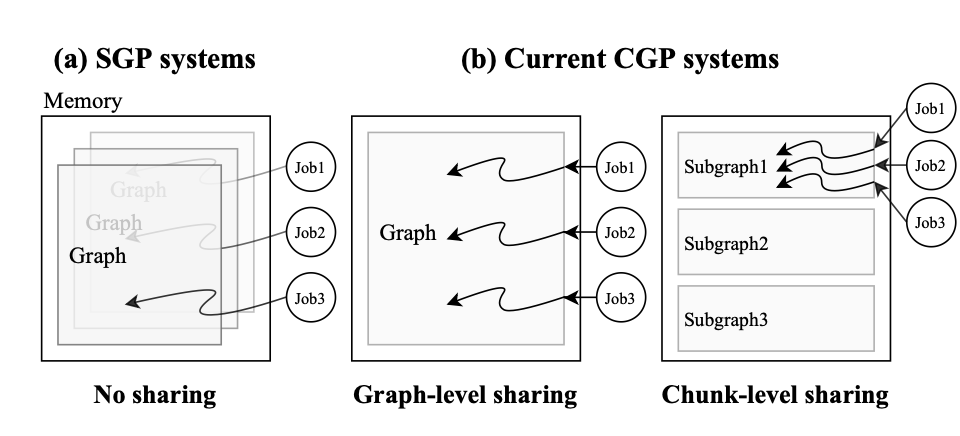 (a) SGP systems
(b) Current CGP systems
Memory
Graph
Graph
Graph
Job1
Job2
Job3
No sharing
Graph
Job1
Job2
Job3
Graph-level sharing
Subgraph1
Subgraph2
Subgraph3
Job1
Job2
Job3
Chunk-level sharing